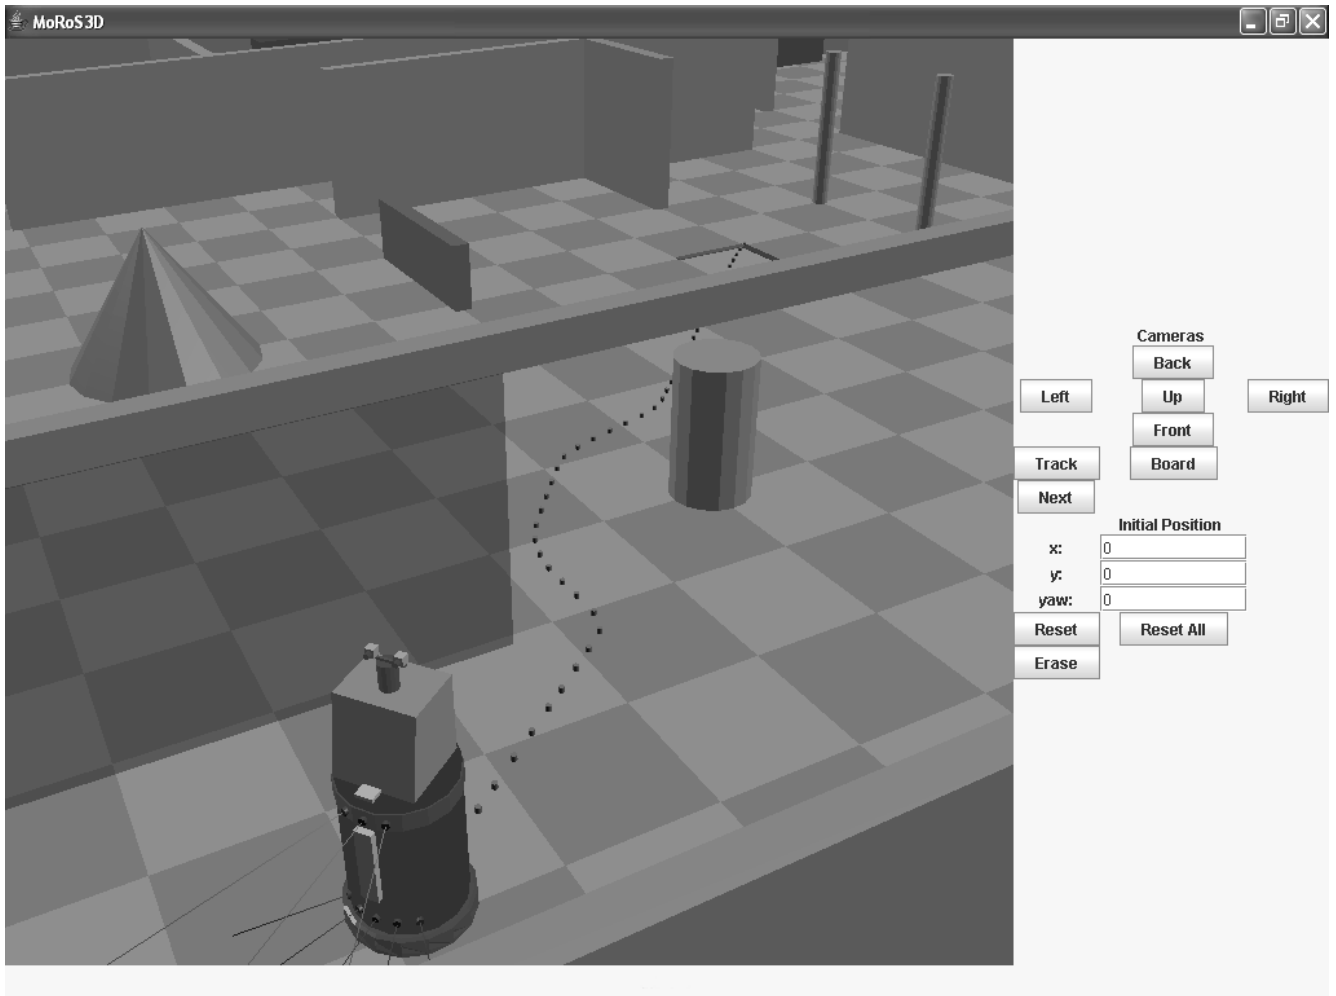 MoRoS3D
Cameras
Back
Left Up Right
Front
Track Board
Next
Initial Position
x: 0
y: 0
yaw: 0
Reset Reset All
Erase